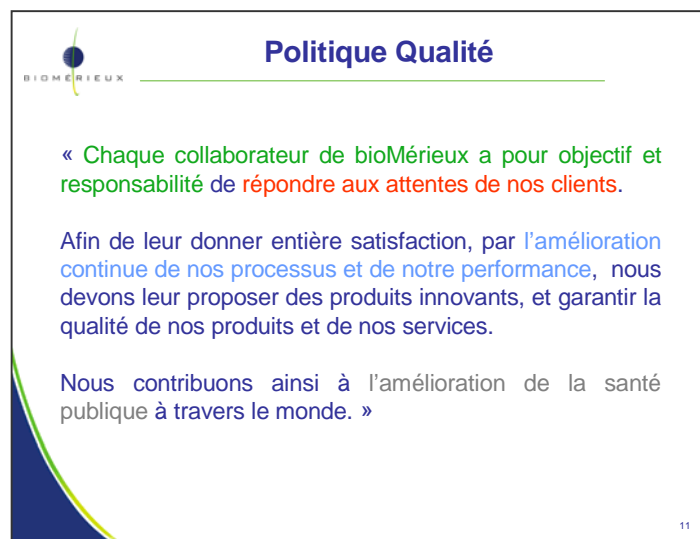 Politique Qualité
BIOMÉRIEUX
« Chaque collaborateur de bioMérieux a pour objectif et
responsabilité de répondre aux attentes de nos clients.
Afin de leur donner entière satisfaction, par l’amélioration
continue de nos processus et de notre performance, nous
devons leur proposer des produits innovants, et garantir la
qualité de nos produits et de nos services.
Nous contribuons ainsi à l’amélioration de la santé
publique à travers le monde. »
11